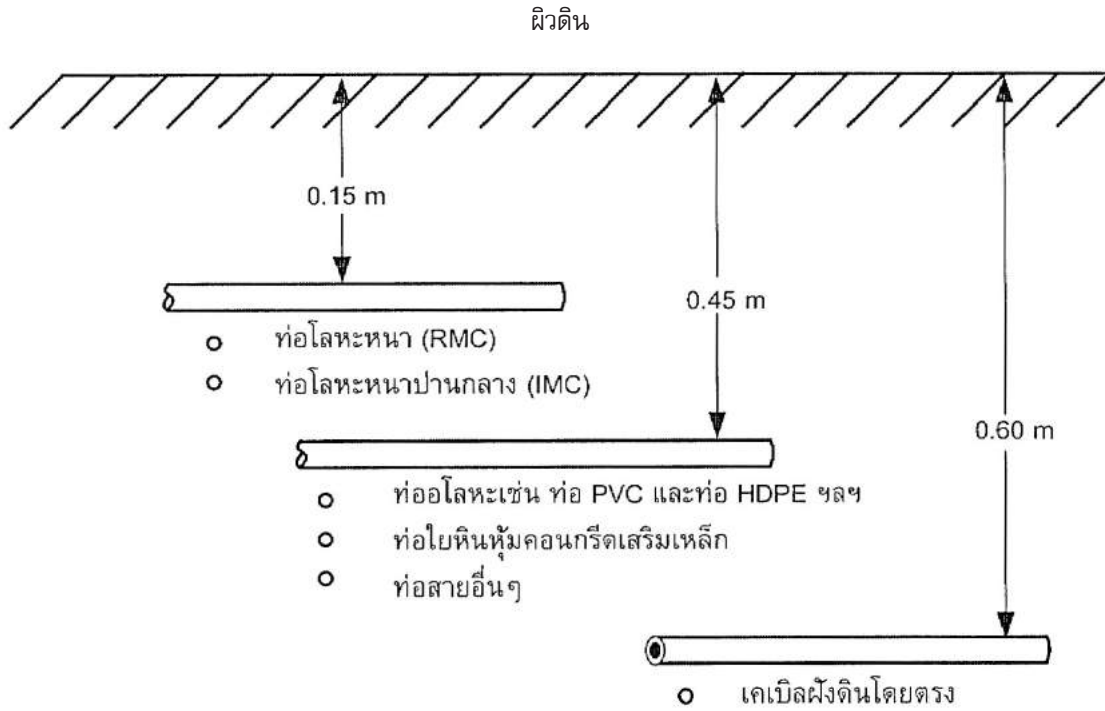 ผิวดิน
0.15 m
ท่อโลหะหนา (RMC)
ท่อโลหะหนาปานกลาง (IMC)
0.45 m
ท่ออโลหะเช่น ท่อ PVC และท่อ HDPE ฯลฯ
ท่อใยหินหุ้มคอนกรีตเสริมเหล็ก
ท่อสายอื่นๆ
0.60 m
เคเบิลฝังดินโดยตรง